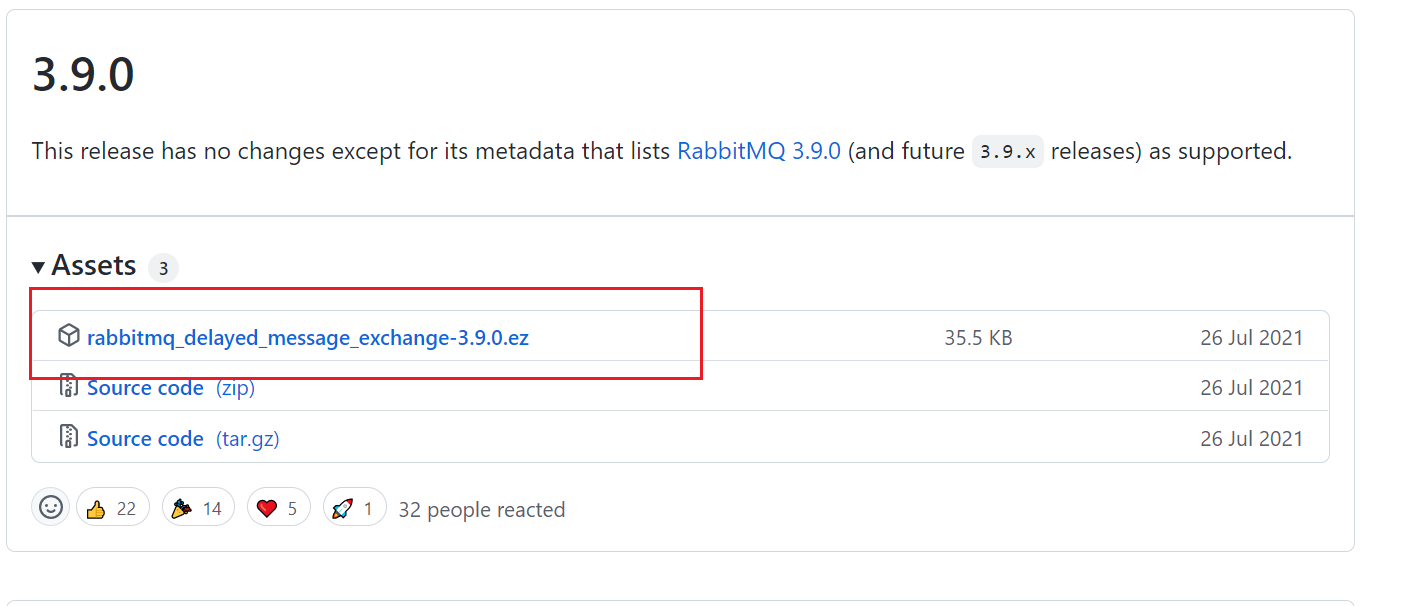 3.9.0
This release has no changes except for its metadata that lists RabbitMQ 3.9.0 (and future 3.9.x releases) as supported.
Assets 3
rabbitmq_delayed_message_exchange-3.9.0.ez 35.5 KB 26 Jul 2021
Source code (zip) 26 Jul 2021
Source code (tar.gz) 26 Jul 2021
22 14 5 1 32 people reacted